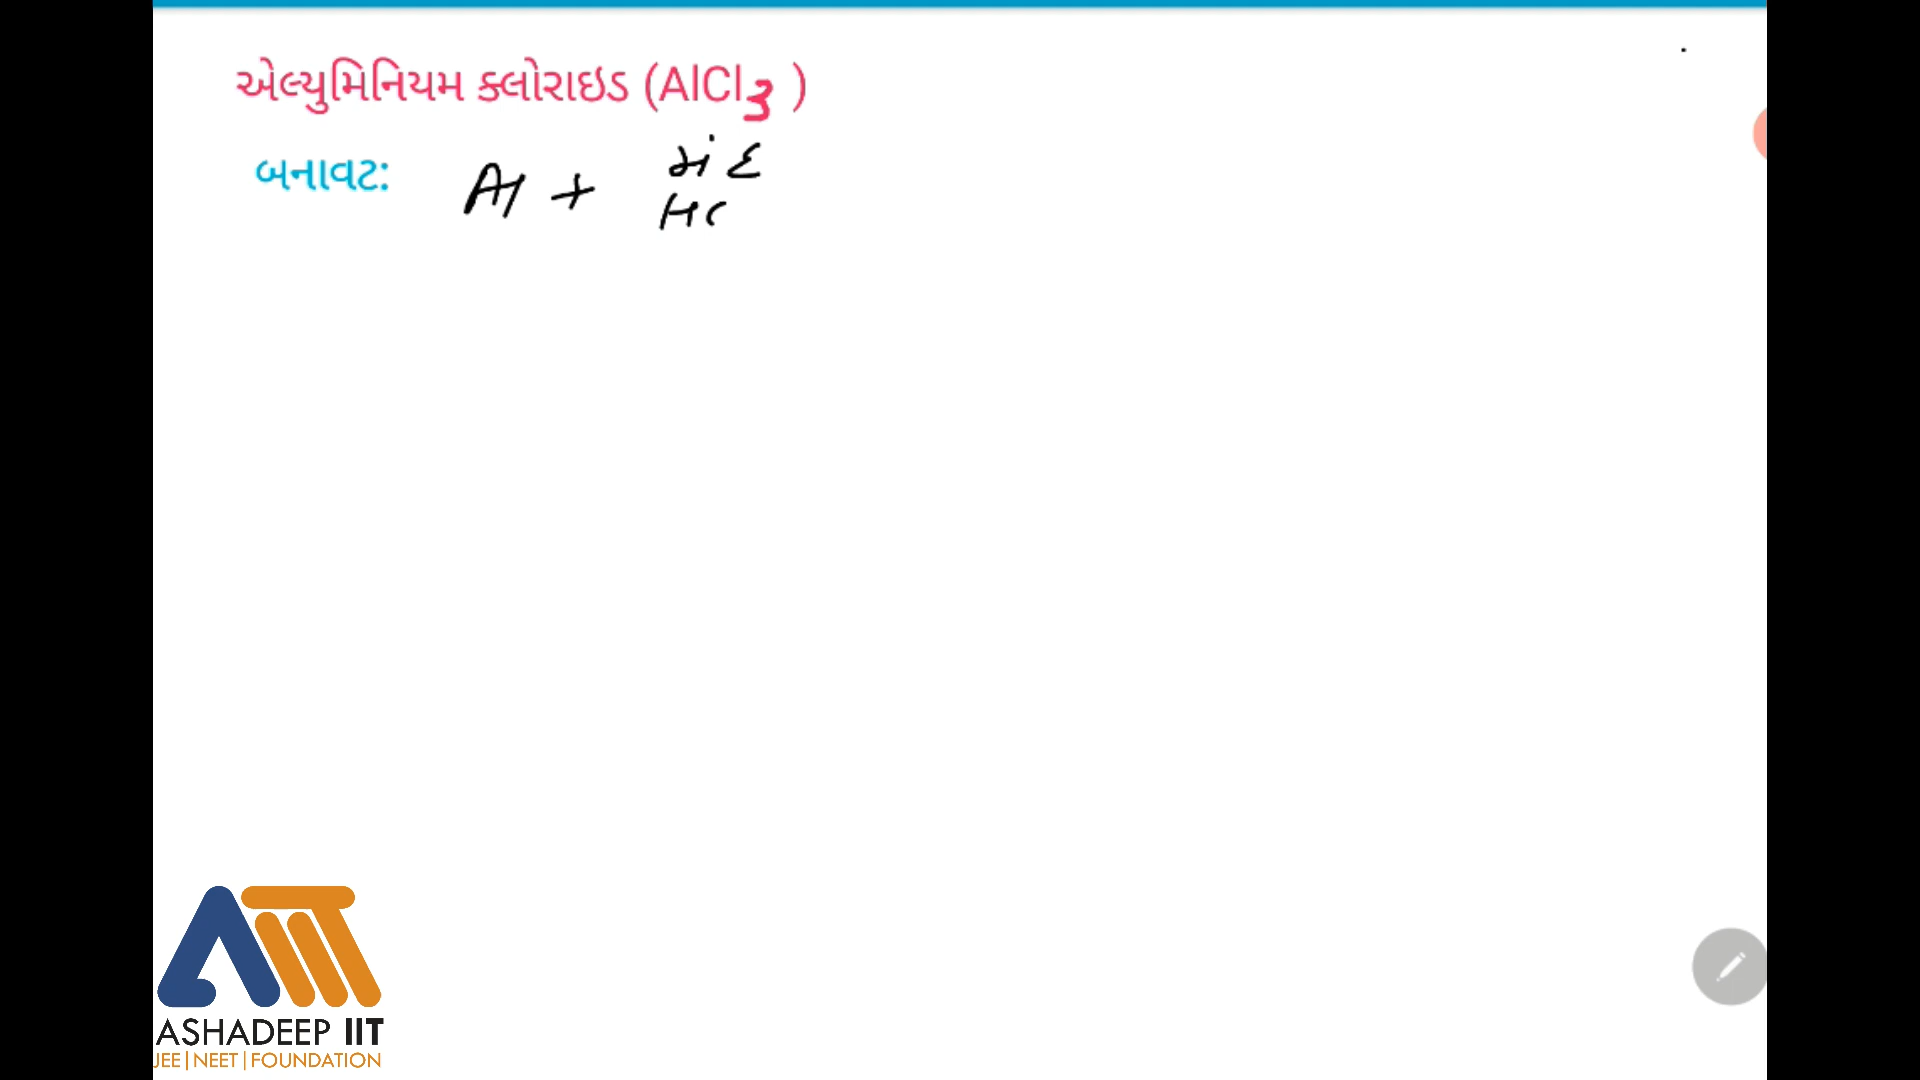 એલ્યુમિનિયમ ક્લોરાઇડ (AlCl3 )
બનાવટ: Al + મંદ
HC
ASHADEEP IIT
JEE|NEET|FOUNDATION